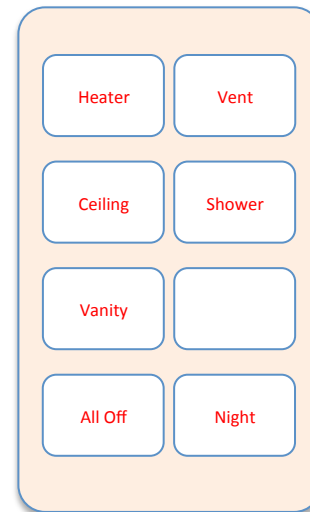 Heater
Vent
Ceiling
Shower
Vanity
All Off
Night